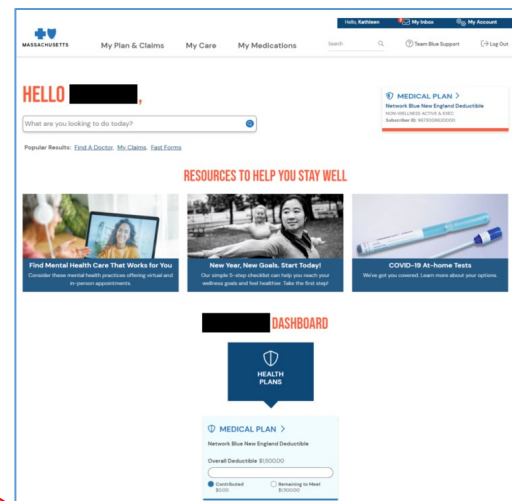 Hello, Kathleen
My Inbox
My Account
MASSACHUSETTS
My Plan & Claims
My Care
My Medications
Search
Team Blue Support
Log Out
HELLO ,
What are you looking to do today?
Popular Results: Find A Doctor, My Claims, Fast Forms
MEDICAL PLAN >
Network Blue New England Deductible
NON-WELLNESS ACTIVE & EXEC
Subscriber ID:
RESOURCES TO HELP YOU STAY WELL
Find Mental Health Care That Works for You
Consider these mental health practices offering virtual and
in-person appointments.
New Year, New Goals. Start Today!
Our simple 5-step checklist can help you reach your
wellness goals and feel healthier. Take the first step!
COVID-19 At-home Tests
We've got you covered. Learn more about your options.
DASHBOARD
HEALTH
PLANS
MEDICAL PLAN >
Network Blue New England Deductible
Overall Deductible $1,500.00
Contributed
$0.00
Remaining to Meet
$1,500.00